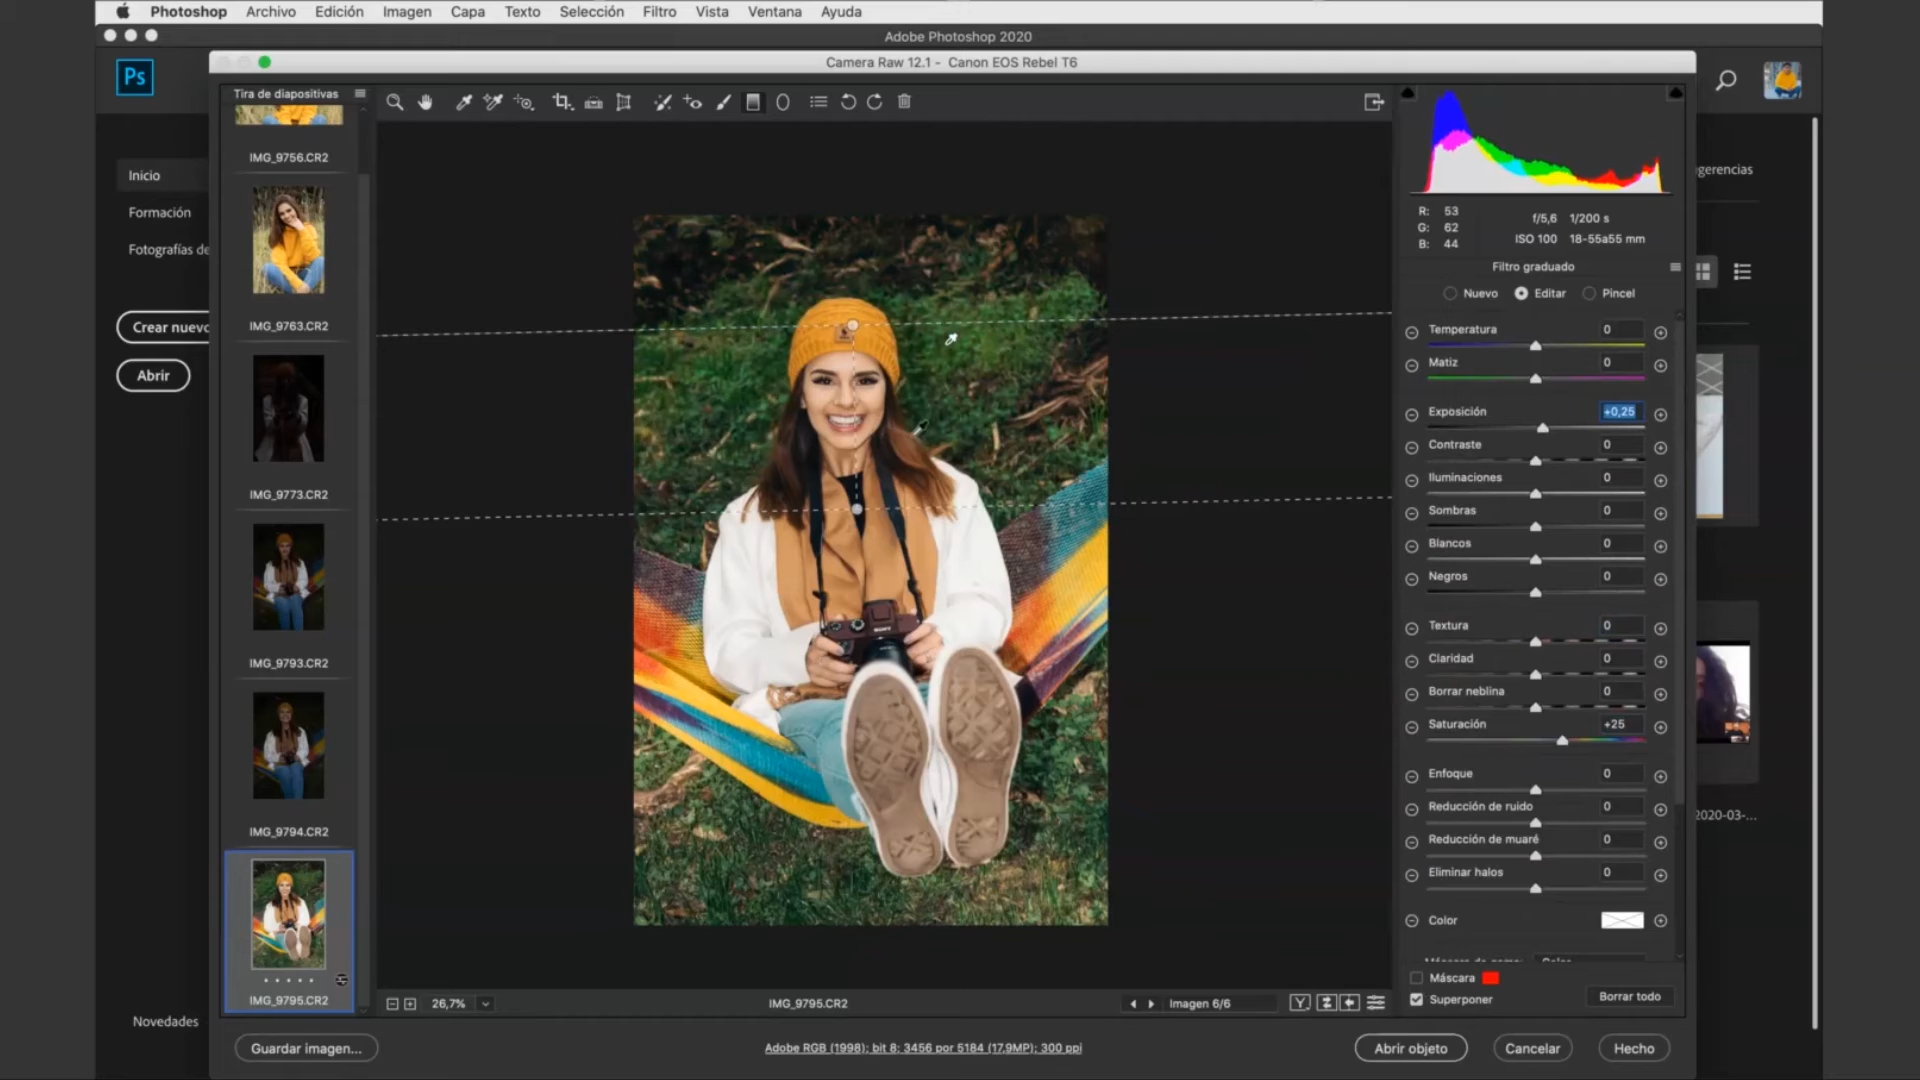 Photoshop Archivo Edición Imagen Capa Texto Selección Filtro Vista Ventana Ayuda
Adobe Photoshop 2020
Camera Raw 12.1 - Canon EOS Rebel T6
Ps
Tira de diapositivas
IMG_9756.CR2
IMG_9763.CR2
IMG_9773.CR2
IMG_9793.CR2
IMG_9794.CR2
IMG_9795.CR2
Inicio
Formación
Fotografías de
Crear nuevo
Abrir
Novedades
SONY
R: 53
G: 62
B: 44
f/5,6 1/200 s
ISO 100 18-55a55 mm
Filtro graduado
Nuevo Editar Pincel
Temperatura 0
Matiz 0
Exposición +0,25
Contraste 0
Iluminaciones 0
Sombras 0
Blancos 0
Negros 0
Textura 0
Claridad 0
Borrar neblina 0
Saturación +25
Enfoque 0
Reducción de ruido 0
Reducción de muaré 0
Eliminar halos 0
Color
Máscara
Superponer
Borrar todo
gerencias
2020-03-...
26,7%
IMG_9795.CR2
Imagen 6/6
Y
Guardar imagen...
Adobe RGB (1998); bit 8; 3456 por 5184 (17,9MP); 300 ppi
Abrir objeto
Cancelar
Hecho